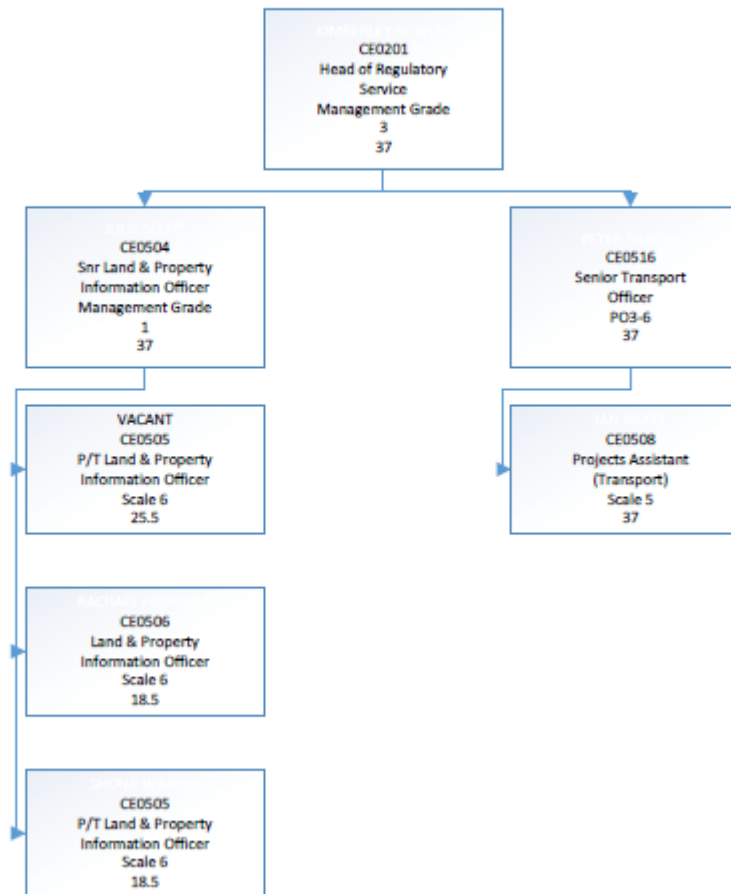 CE0201
Head of Regulatory
Service
Management Grade
3
37
CE0504
Snr Land & Property
Information Officer
Management Grade
1
37
CE0516
Senior Transport
Officer
PO3-6
37
VACANT
CE0505
P/T Land & Property
Information Officer
Scale 6
25.5
CE0508
Projects Assistant
(Transport)
Scale 5
37
CE0506
Land & Property
Information Officer
Scale 6
18.5
CE0505
P/T Land & Property
Information Officer
Scale 6
18.5